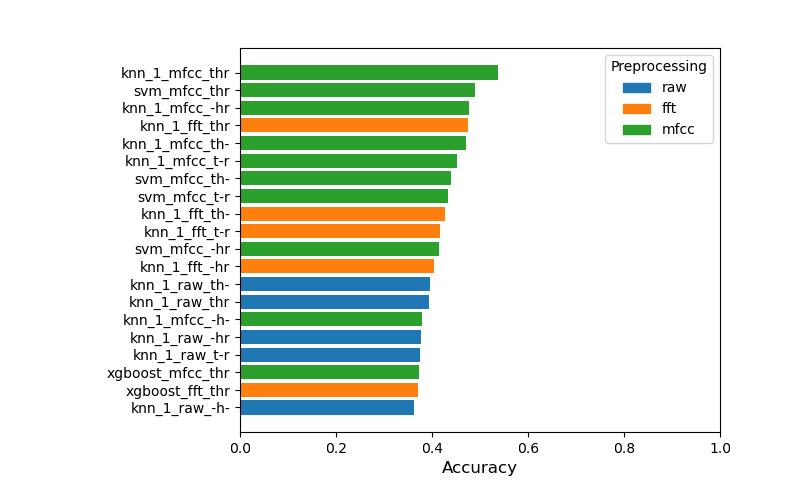 knn_1_mfcc_thr
svm_mfcc_thr
knn_1_mfcc_-hr
knn_1_fft_thr
knn_1_mfcc_th-
knn_1_mfcc_t-r
svm_mfcc_th-
svm_mfcc_t-r
knn_1_fft_th-
knn_1_fft_t-r
svm_mfcc_-hr
knn_1_fft_-hr
knn_1_raw_th-
knn_1_raw_thr
knn_1_mfcc_-h-
knn_1_raw_-hr
knn_1_raw_t-r
xgboost_mfcc_thr
xgboost_fft_thr
knn_1_raw_-h-
Preprocessing
raw
fft
mfcc
0.0 0.2 0.4 0.6 0.8 1.0
Accuracy